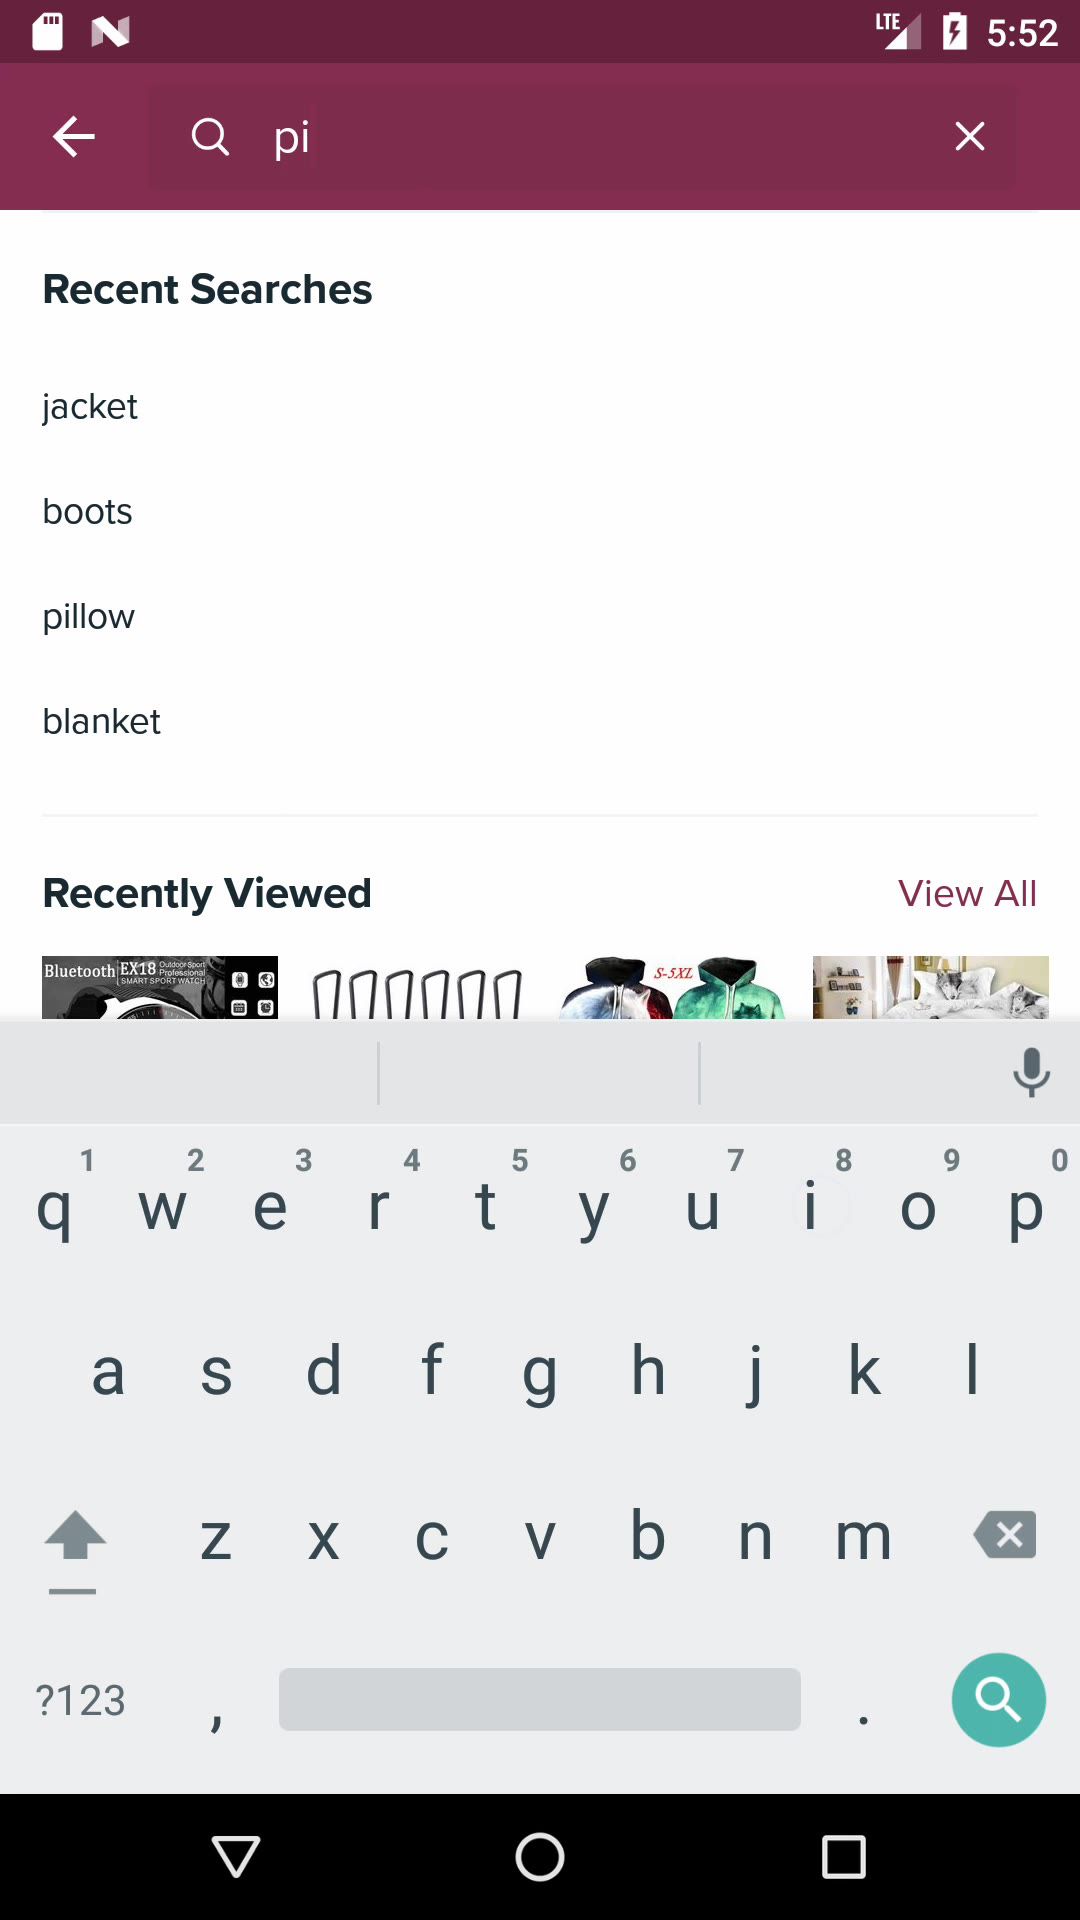 LTE 5:52
pi
Recent Searches
jacket
boots
pillow
blanket
Recently Viewed View All
Bluetooth EX18 Outdoor Sport Professional
SMART SPORT WATCH
S-5XL
1 2 3 4 5 6 7 8 9 0
q w e r t y u i o p
a s d f g h j k l
z x c v b n m
?123 , .